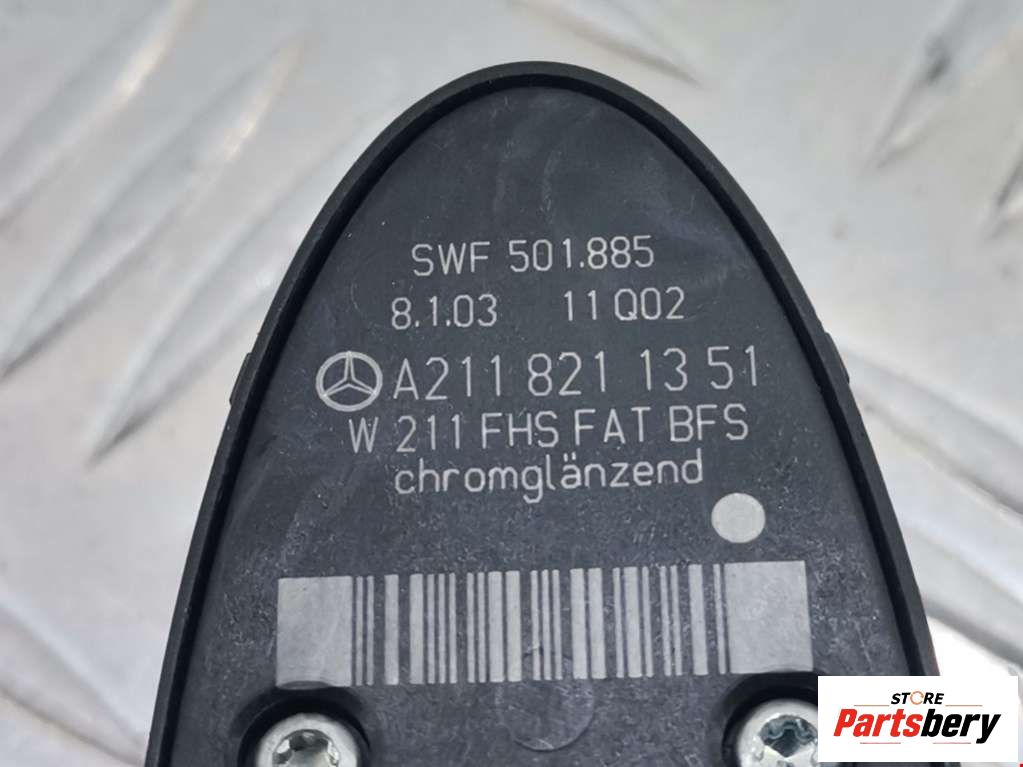 SWF 501.885
8.1.03 11Q02
A211 821 13 51
W 211 FHS FAT BFS
chromglänzend
STORE
Partsbery